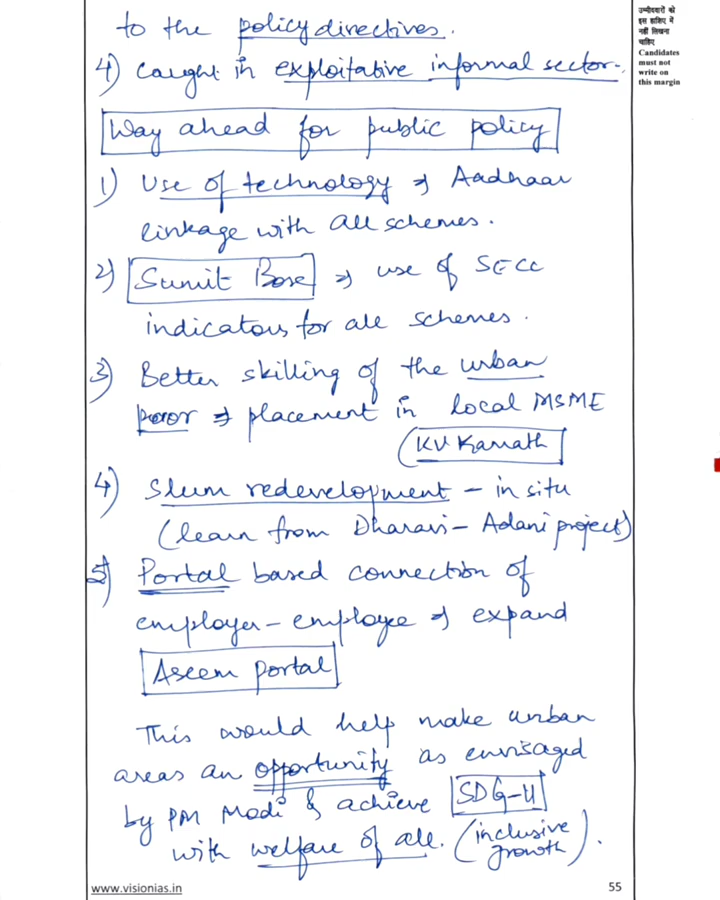 to the policy directives.
4) Caught in exploitative informal sector.
Way ahead for public policy
1) Use of technology ⇒ Aadhaar
linkage with all schemes.
2) Sumit Bose ⇒ use of SECC
indicators for all schemes.
3) Better skilling of the urban
poor ⇒ placement in local MSME
(KV Kamath)
4) Slum redevelopment - in situ
(learn from Dharavi - Adani project)
5) Portal based connection of
employer - employee ⇒ expand
Aseem portal
This would help make urban
areas an opportunity as envisaged
by PM Modi & achieve SDG-11
with welfare of all. (inclusive
growth).
उम्मीदवारों को
इस हाशिए में
नहीं लिखना
चाहिए
Candidates
must not
write on
this margin
www.visionias.in
55